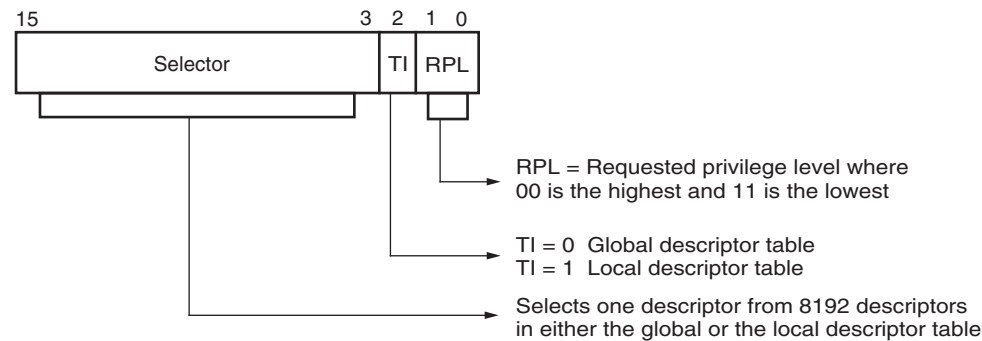 15 3 2 1 0
Selector TI RPL
RPL = Requested privilege level where
00 is the highest and 11 is the lowest
TI = 0 Global descriptor table
TI = 1 Local descriptor table
Selects one descriptor from 8192 descriptors
in either the global or the local descriptor table